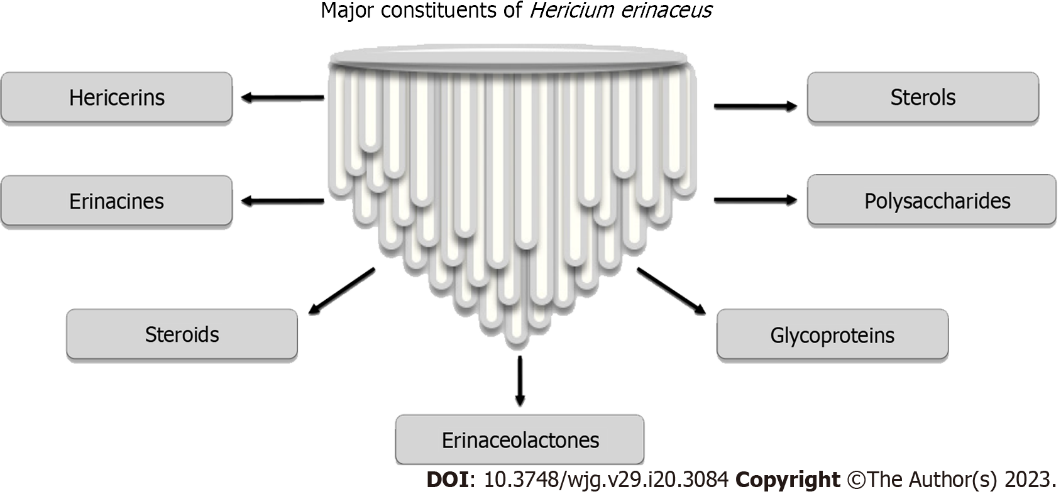 Major constituents of Hericium erinaceus
Hericerins
Sterols
Erinacines
Polysaccharides
Steroids
Glycoproteins
Erinaceolactones
DOI: 10.3748/wjg.v29.i20.3084 Copyright ©The Author(s) 2023.